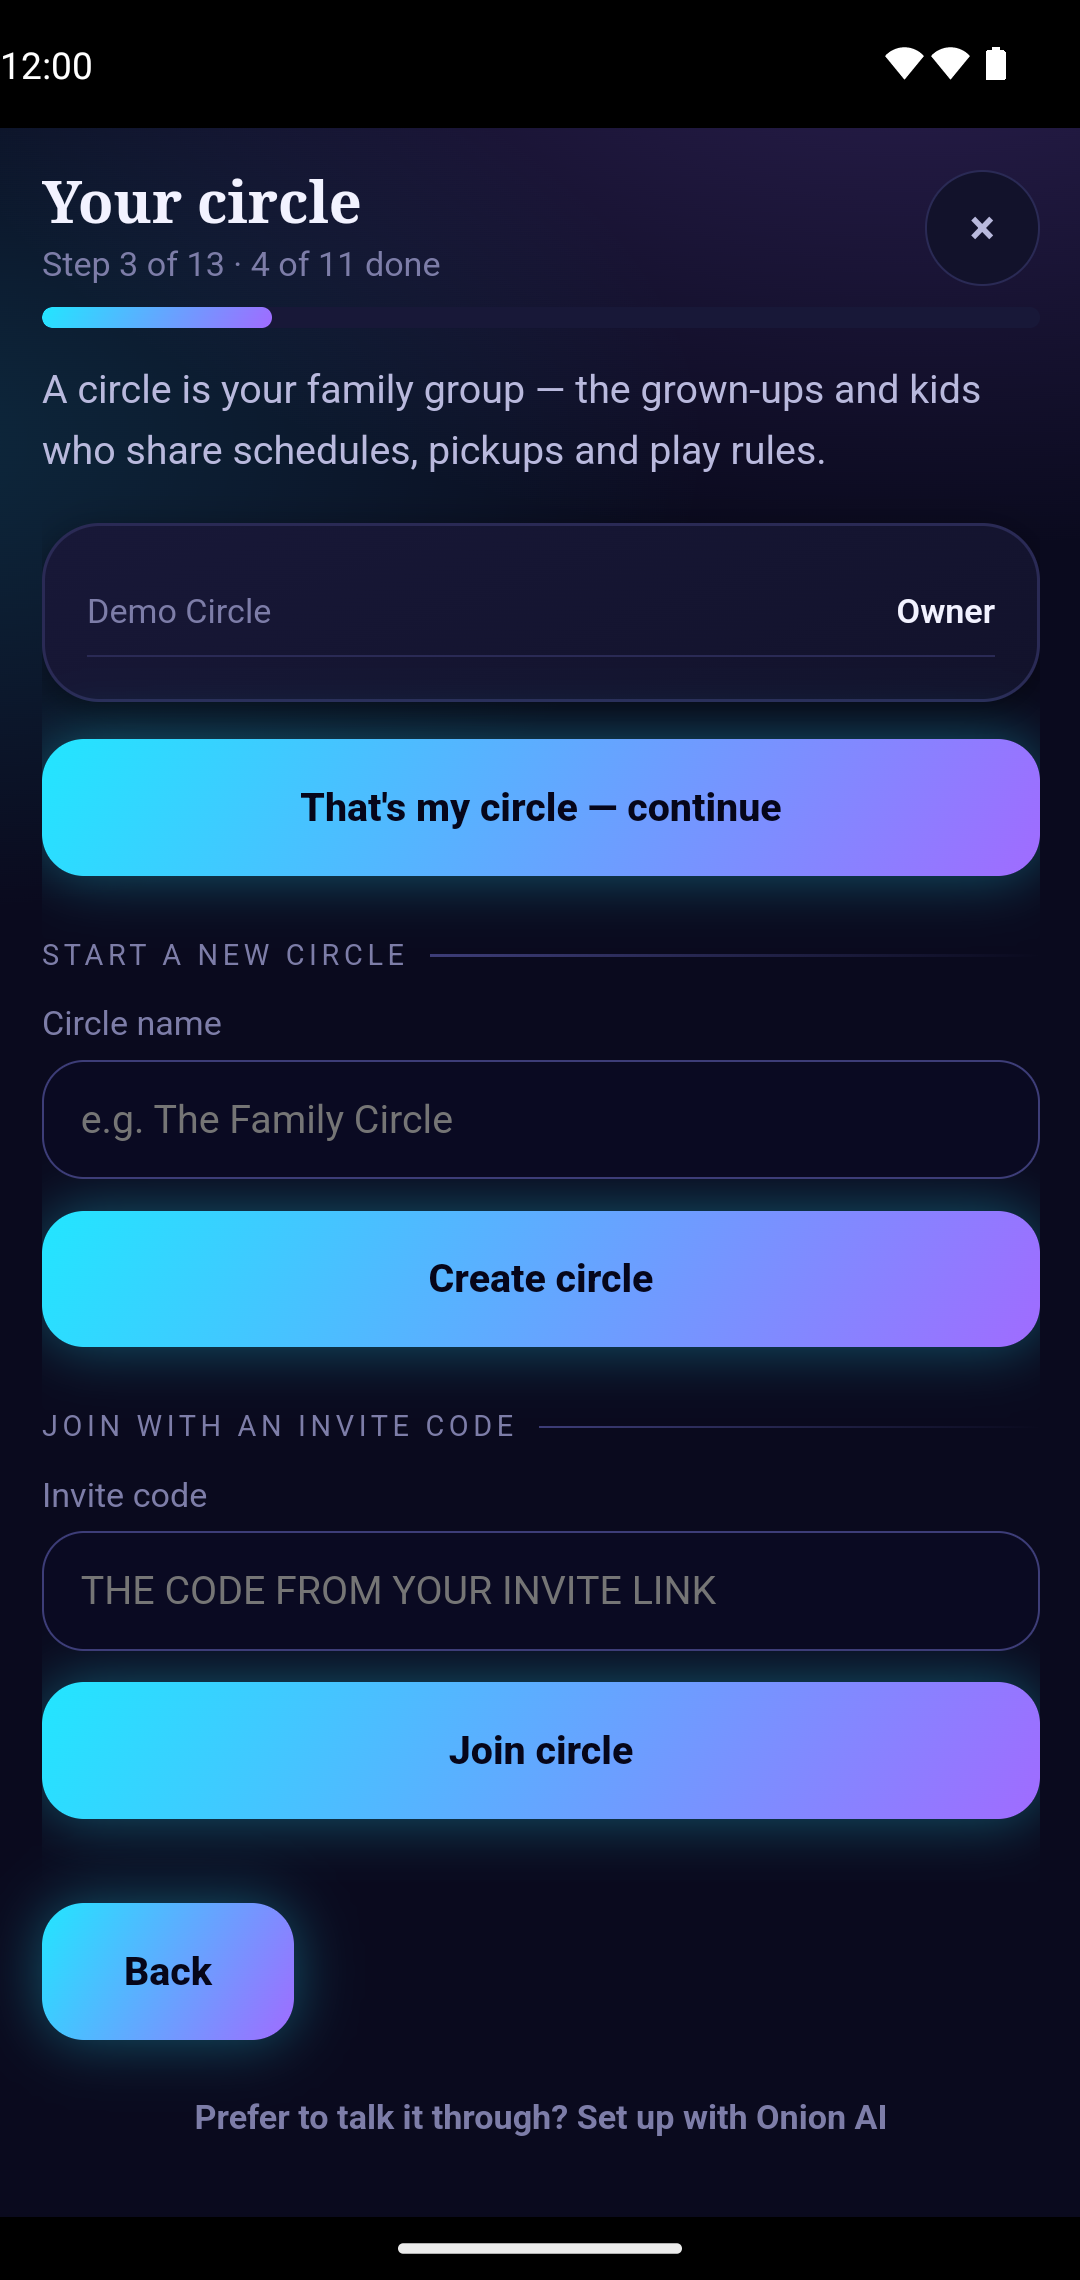 12:00
Your circle
×
Step 3 of 13 · 4 of 11 done
A circle is your family group — the grown-ups and kids
who share schedules, pickups and play rules.
Demo Circle Owner
That's my circle — continue
START A NEW CIRCLE
Circle name
e.g. The Family Circle
Create circle
JOIN WITH AN INVITE CODE
Invite code
THE CODE FROM YOUR INVITE LINK
Join circle
Back
Prefer to talk it through? Set up with Onion AI